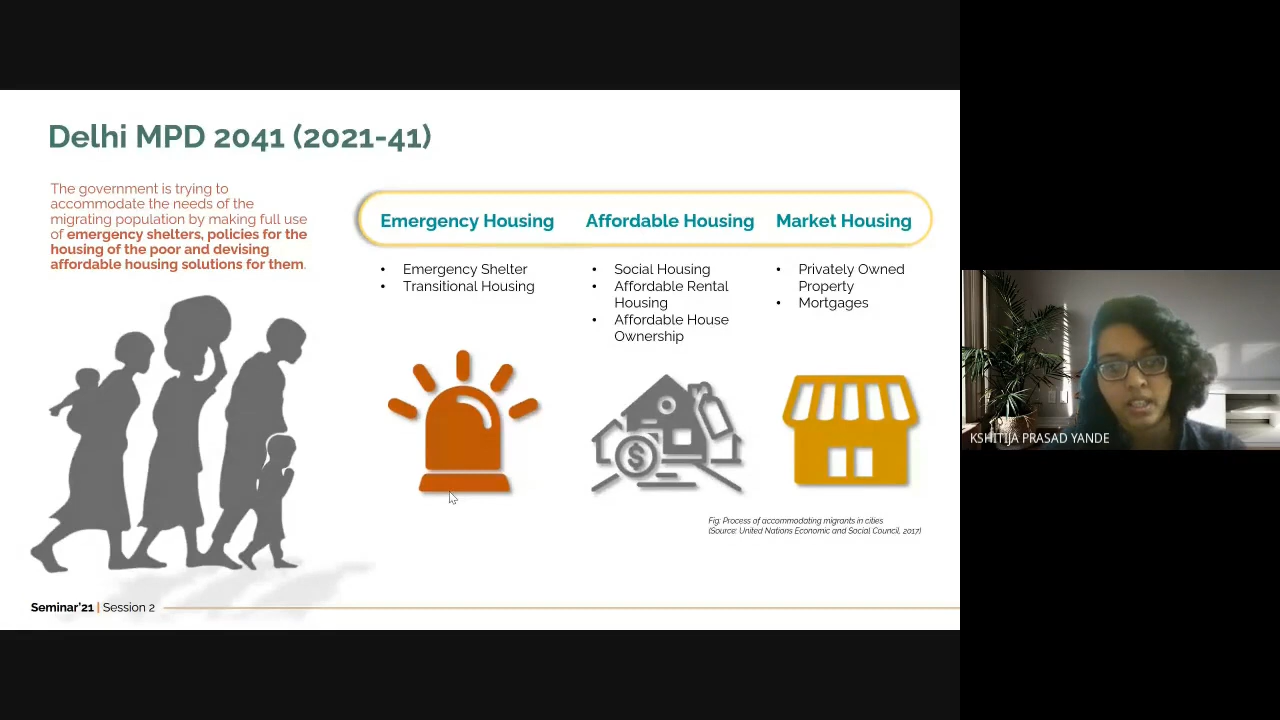 Delhi MPD 2041 (2021-41)
The government is trying to
accommodate the needs of the
migrating population by making full use
of emergency shelters, policies for the
housing of the poor and devising
affordable housing solutions for them.
Emergency Housing
• Emergency Shelter
• Transitional Housing
Affordable Housing
• Social Housing
• Affordable Rental
Housing
• Affordable House
Ownership
Market Housing
• Privately Owned
Property
• Mortgages
$
Fig: Process of accommodating migrants in cities
(Source: United Nations Economic and Social Council, 2017)
Seminar'21 | Session 2
KSHITIJA PRASAD YANDE